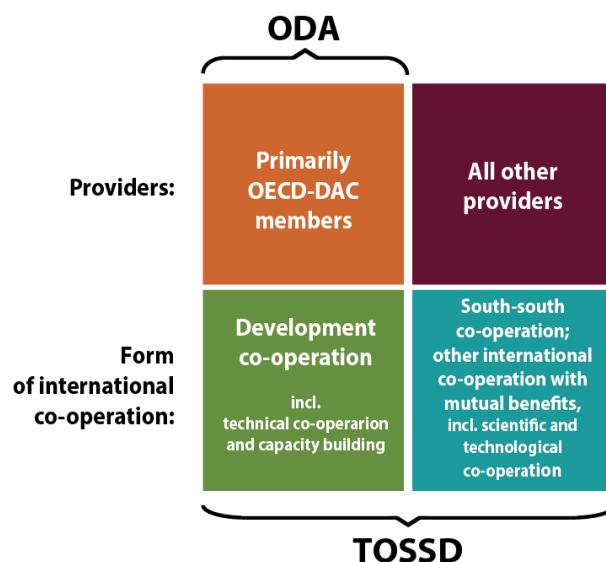 ODA
Providers:
Primarily
OECD-DAC
members
All other
providers
Form
of international
co-operation:
Development
co-operation
incl.
technical co-operarion
and capacity building
South-south
co-operation;
other international
co-operation with
mutual benefits,
incl. scientific and
technological
co-operation
TOSSD